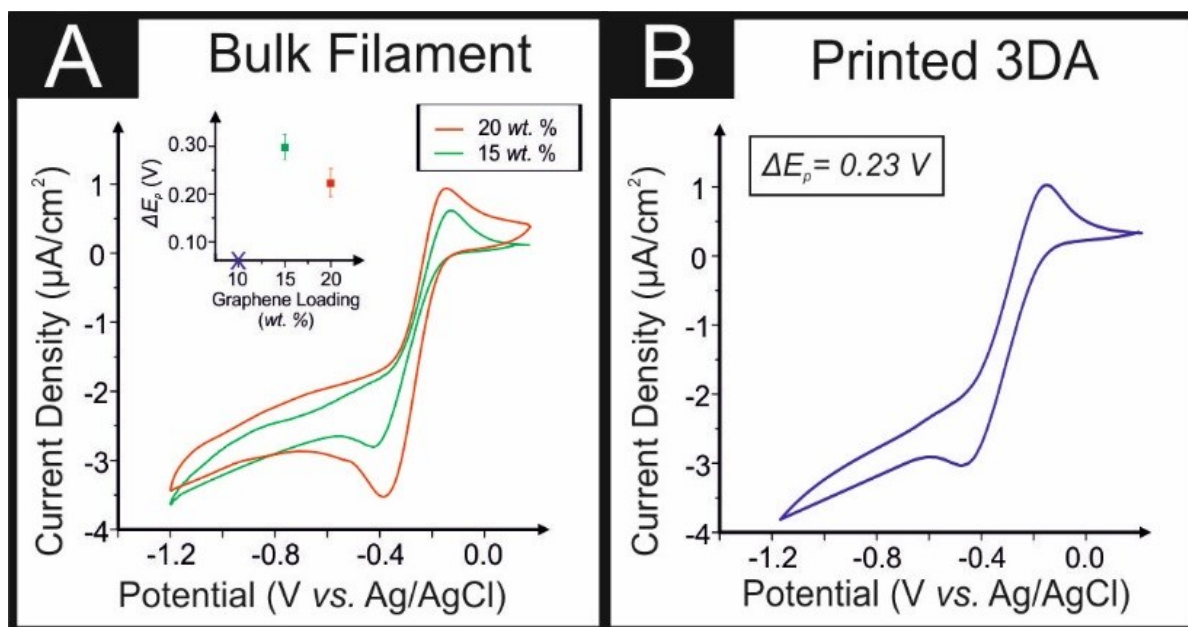 A
Bulk Filament
20 wt. %
15 wt. %
0.30
0.20
0.10
ΔEp (V)
10 15 20
Graphene Loading
(wt. %)
1
0
-1
-2
-3
-4
Current Density (µA/cm²)
-1.2 -0.8 -0.4 0.0
Potential (V vs. Ag/AgCl)
B
Printed 3DA
ΔEp= 0.23 V
1
0
-1
-2
-3
-4
Current Density (µA/cm²)
-1.2 -0.8 -0.4 0.0
Potential (V vs. Ag/AgCl)